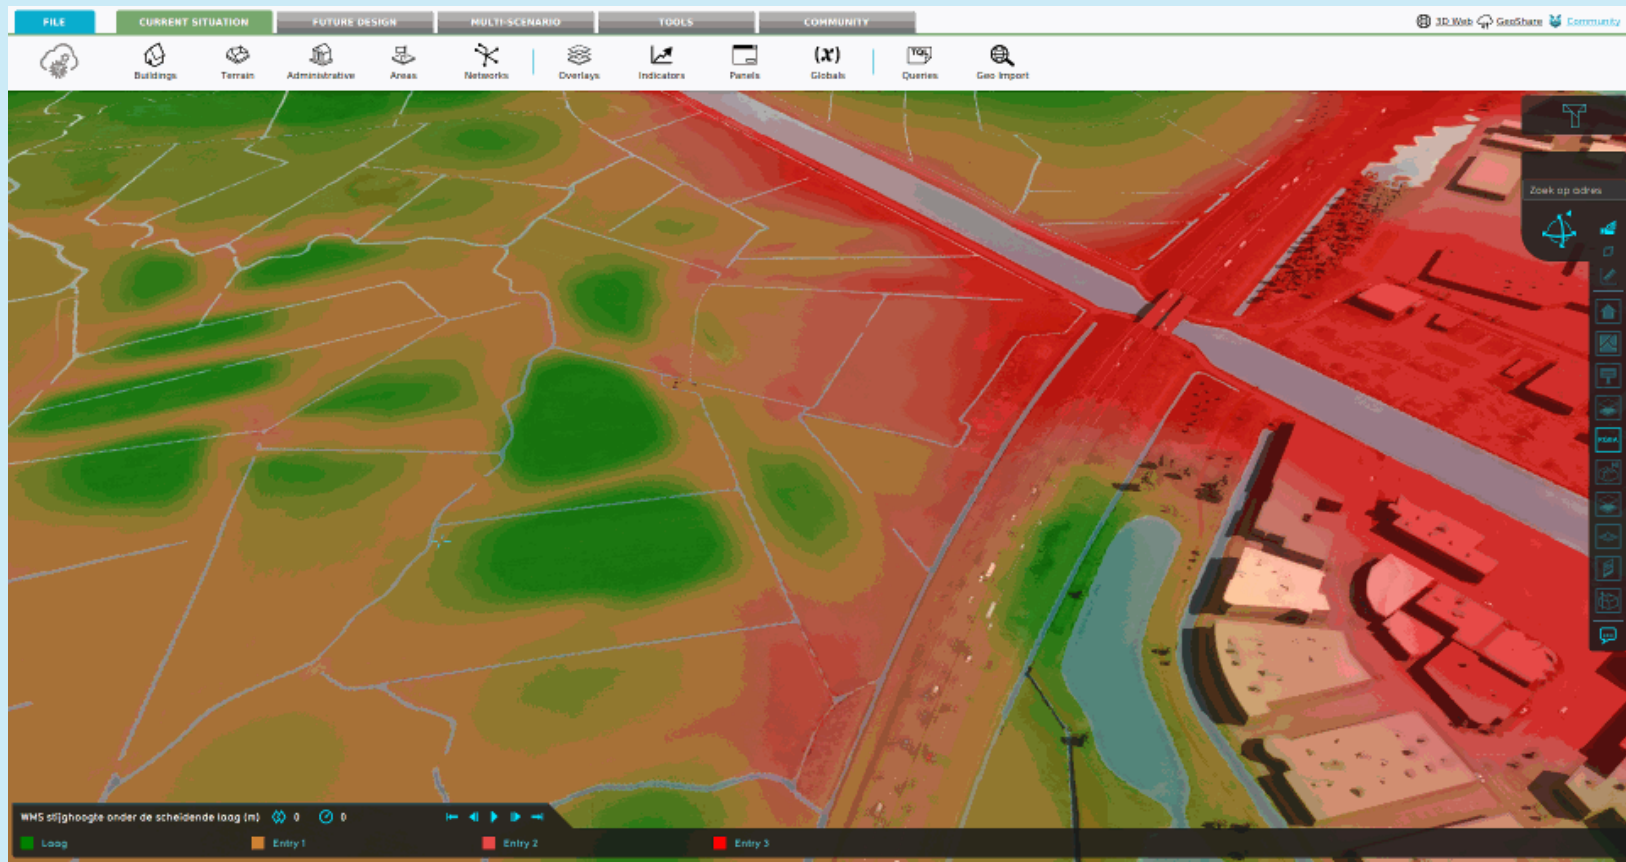 FILE
CURRENT SITUATION
FUTURE DESIGN
MULTI-SCENARIO
TOOLS
COMMUNITY
3D Web
GeoShare
Community
Buildings
Terrain
Administrative
Areas
Networks
Overlays
Indicators
Panels
(x)
Globals
TQL
Queries
Geo Import
Zoek op adres
WMS stijghoogte onder de scheidende laag (m)
0
0
Laag
Entry 1
Entry 2
Entry 3